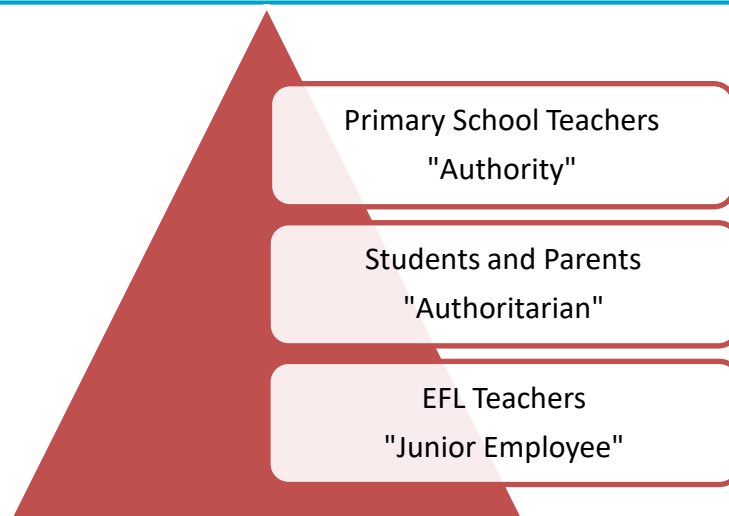 Primary School Teachers
"Authority"
Students and Parents
"Authoritarian"
EFL Teachers
"Junior Employee"